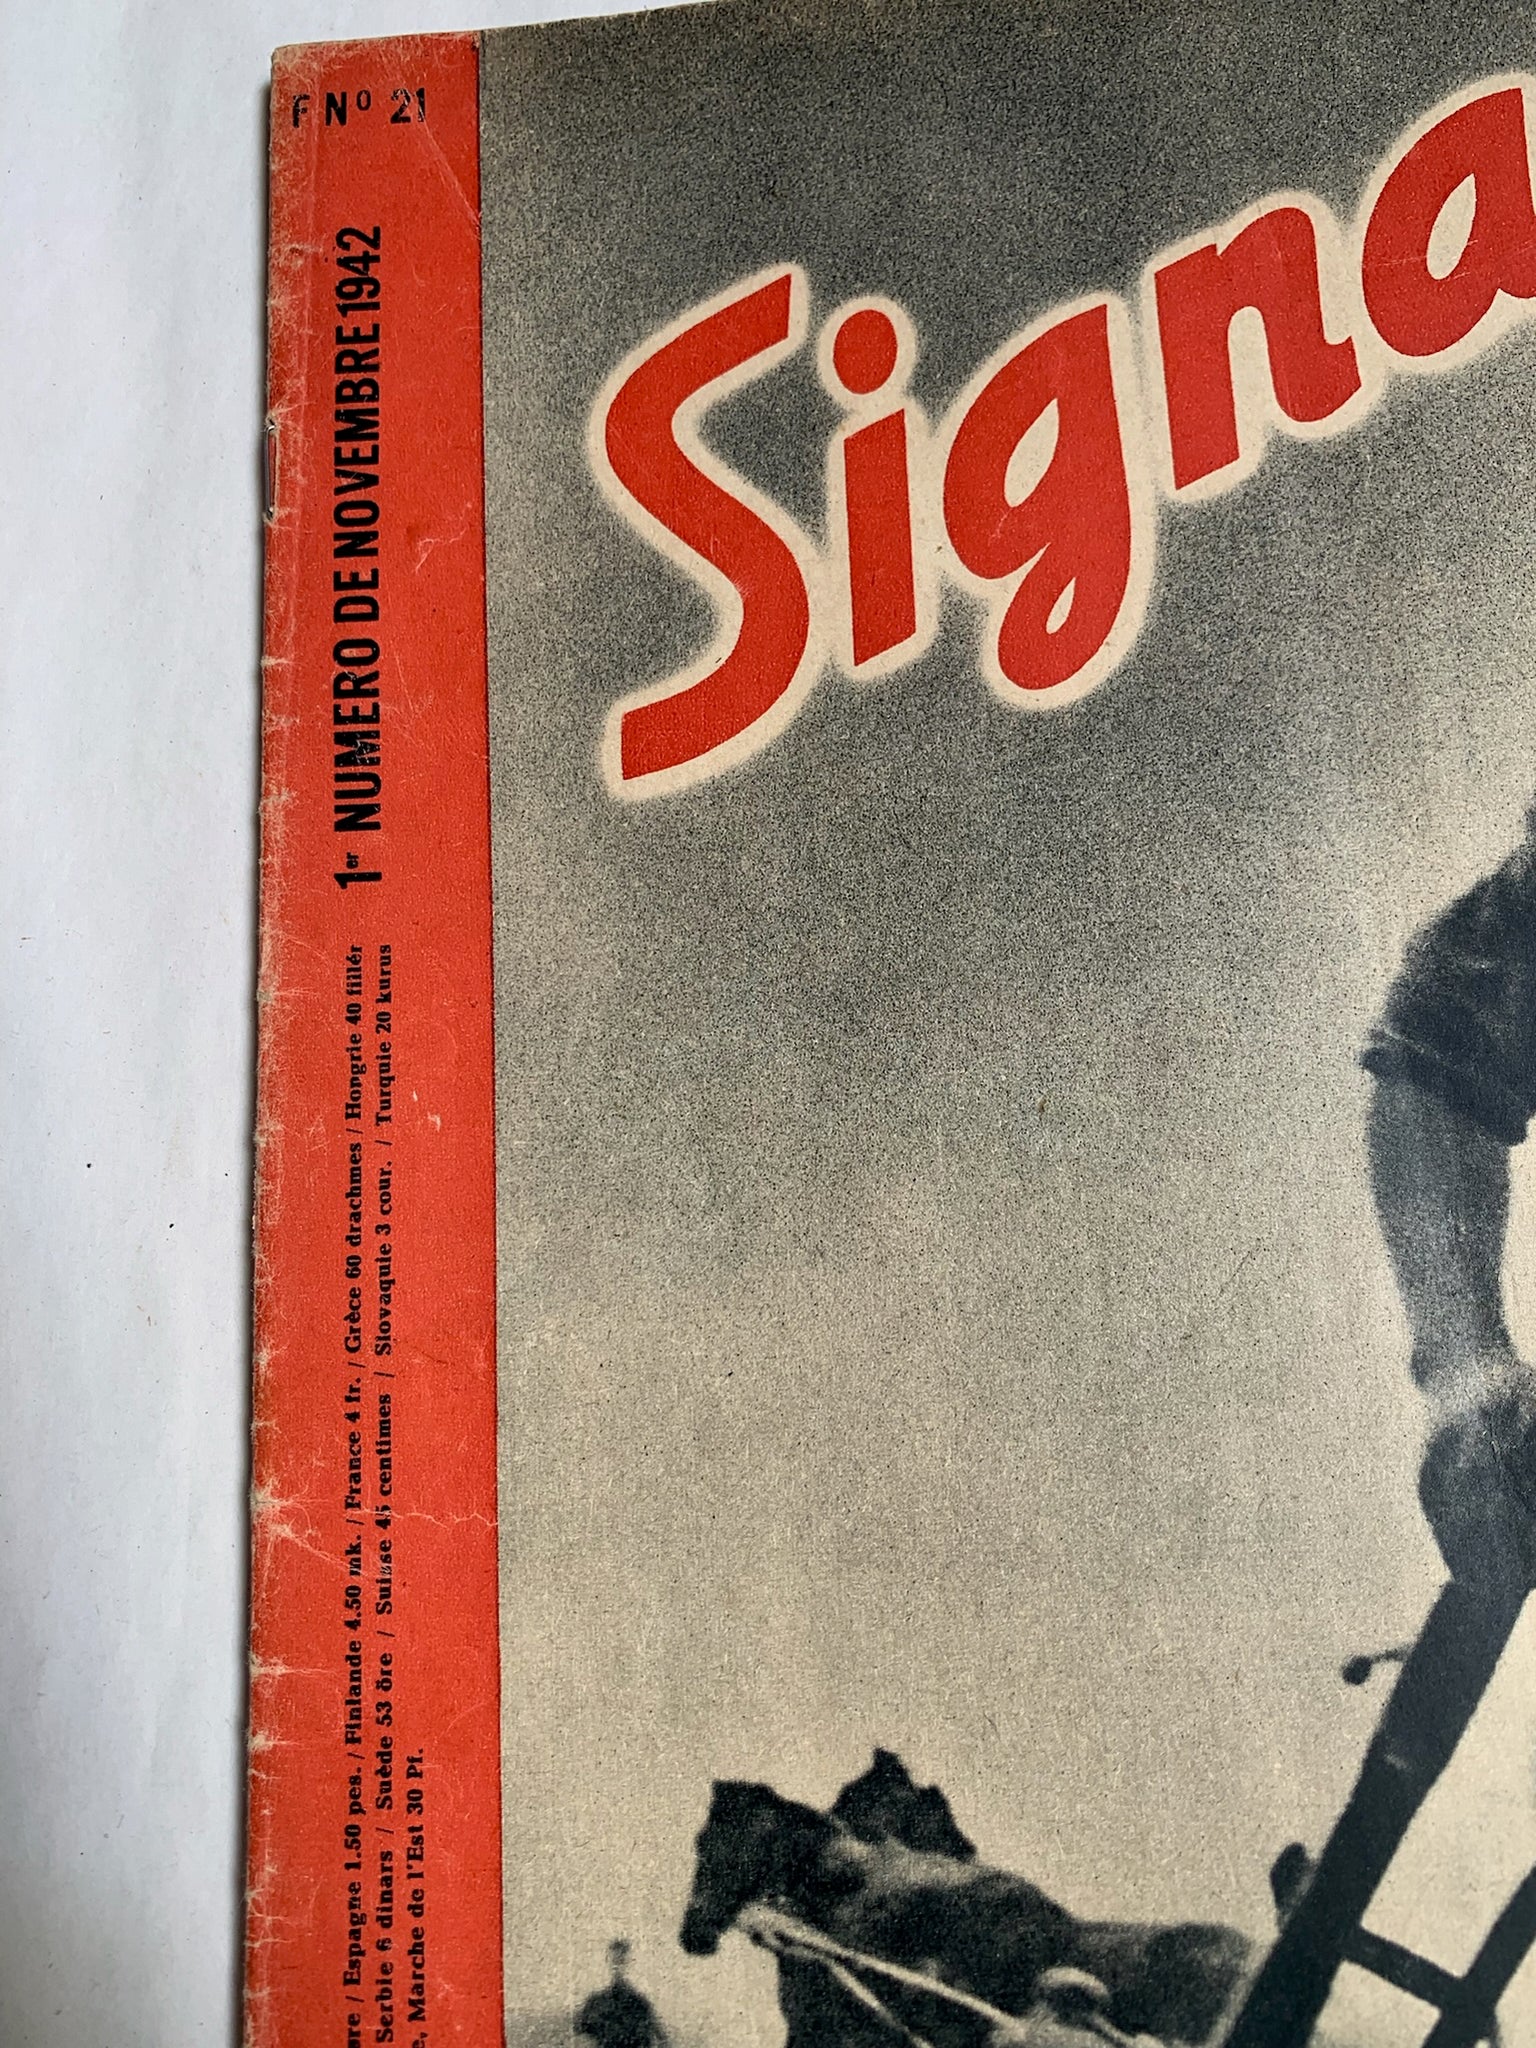 F Nº 21
Signa
1er NUMERO DE NOVEMBRE 1942
/ Espagne 1.50 pes. / Finlande 4.50 mk. / France 4 fr. / Grèce 60 drachmes / Hongrie 40 fillér
Serbie 6 dinars / Suède 53 öre / Suisse 45 centimes / Slovaquie 3 cour. / Turquie 20 kurus
Marche de l'Est 30 Pf.